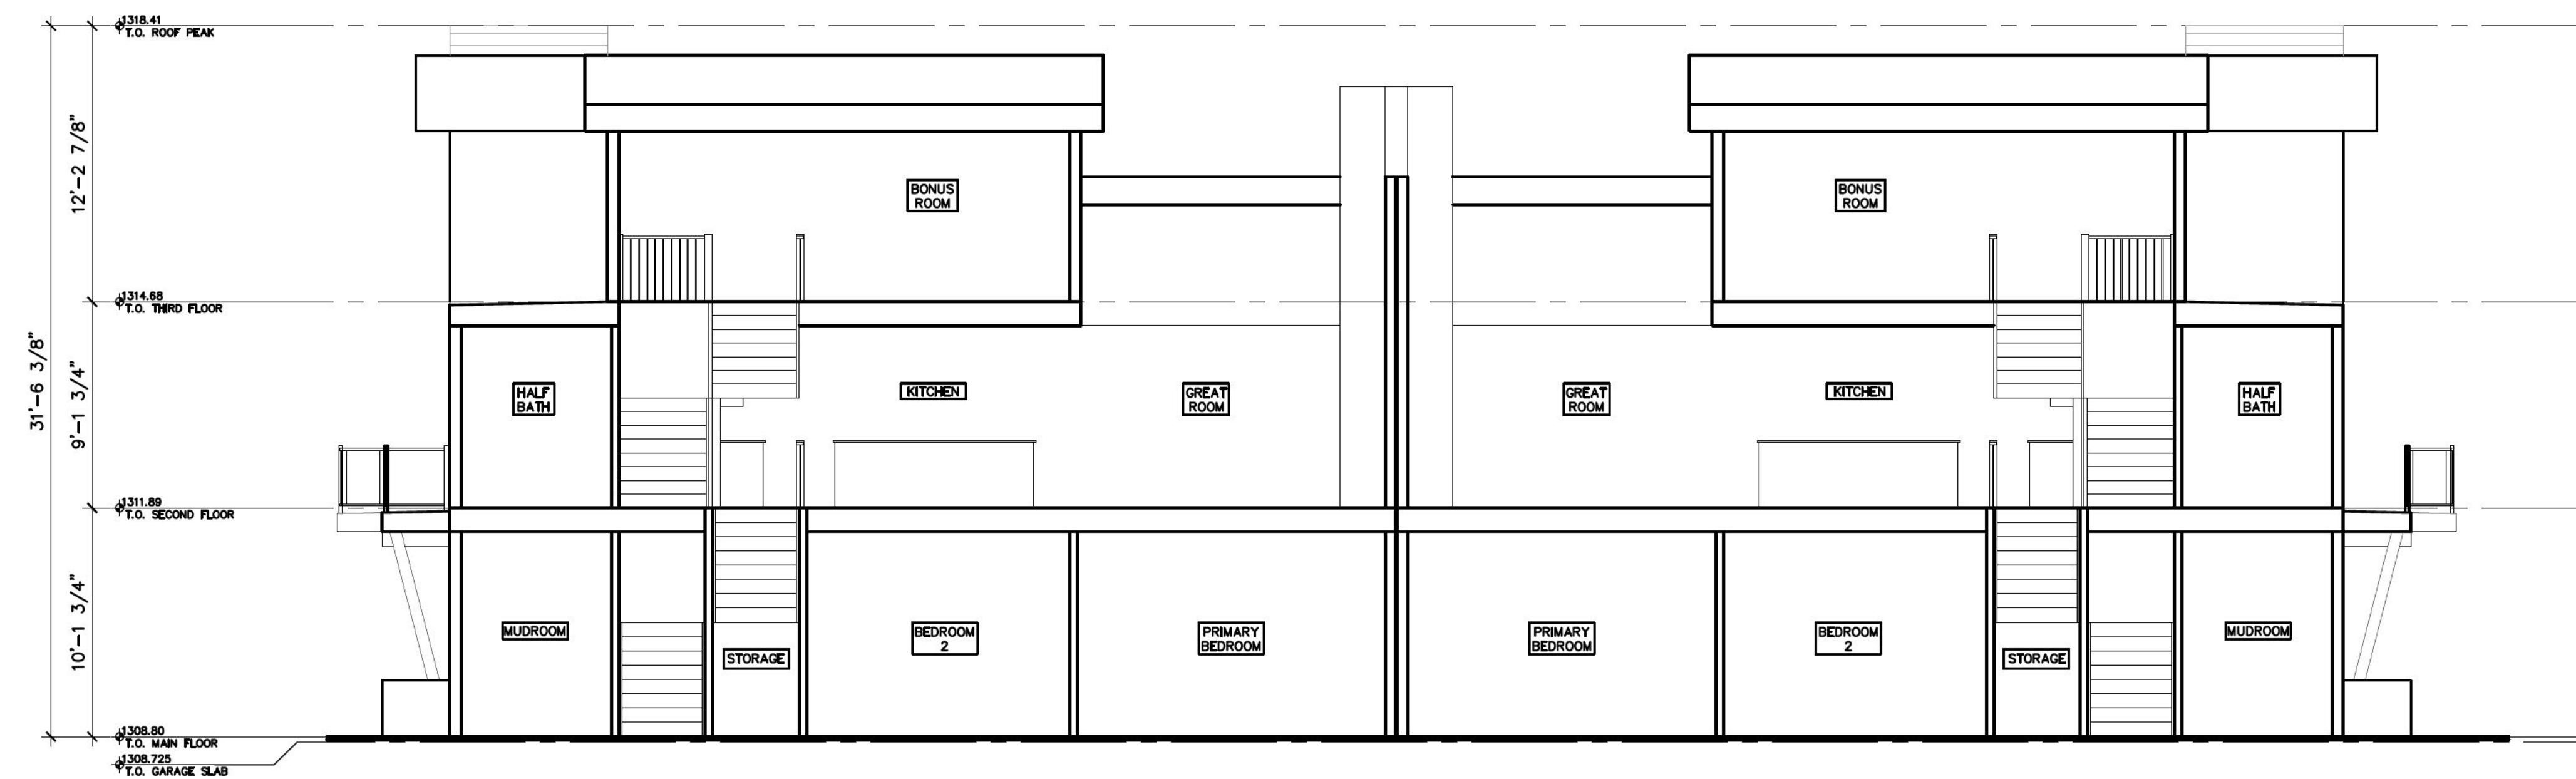 1318.41
T.O. ROOF PEAK
12'-2 7/8"
BONUS
ROOM
BONUS
ROOM
1314.68
T.O. THIRD FLOOR
31'-6 3/8"
9'-1 3/4"
HALF
BATH
KITCHEN
GREAT
ROOM
GREAT
ROOM
KITCHEN
HALF
BATH
1311.89
T.O. SECOND FLOOR
10'-1 3/4"
MUDROOM
STORAGE
BEDROOM
2
PRIMARY
BEDROOM
PRIMARY
BEDROOM
BEDROOM
2
STORAGE
MUDROOM
1308.80
T.O. MAIN FLOOR
1308.725
T.O. GARAGE SLAB